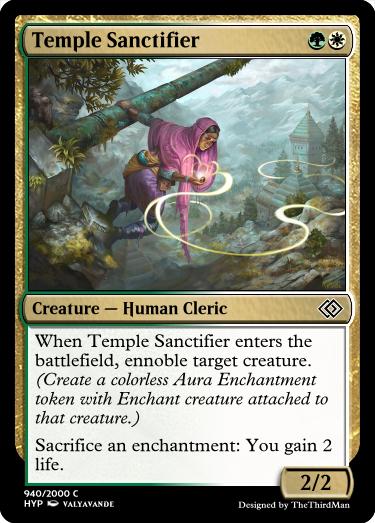 Temple Sanctifier
Creature — Human Cleric
When Temple Sanctifier enters the
battlefield, ennoble target creature.
(Create a colorless Aura Enchantment
token with Enchant creature attached to
that creature.)
Sacrifice an enchantment: You gain 2
life.
2/2
940/2000 C
HYP VALYAVANDE
Designed by TheThirdMan